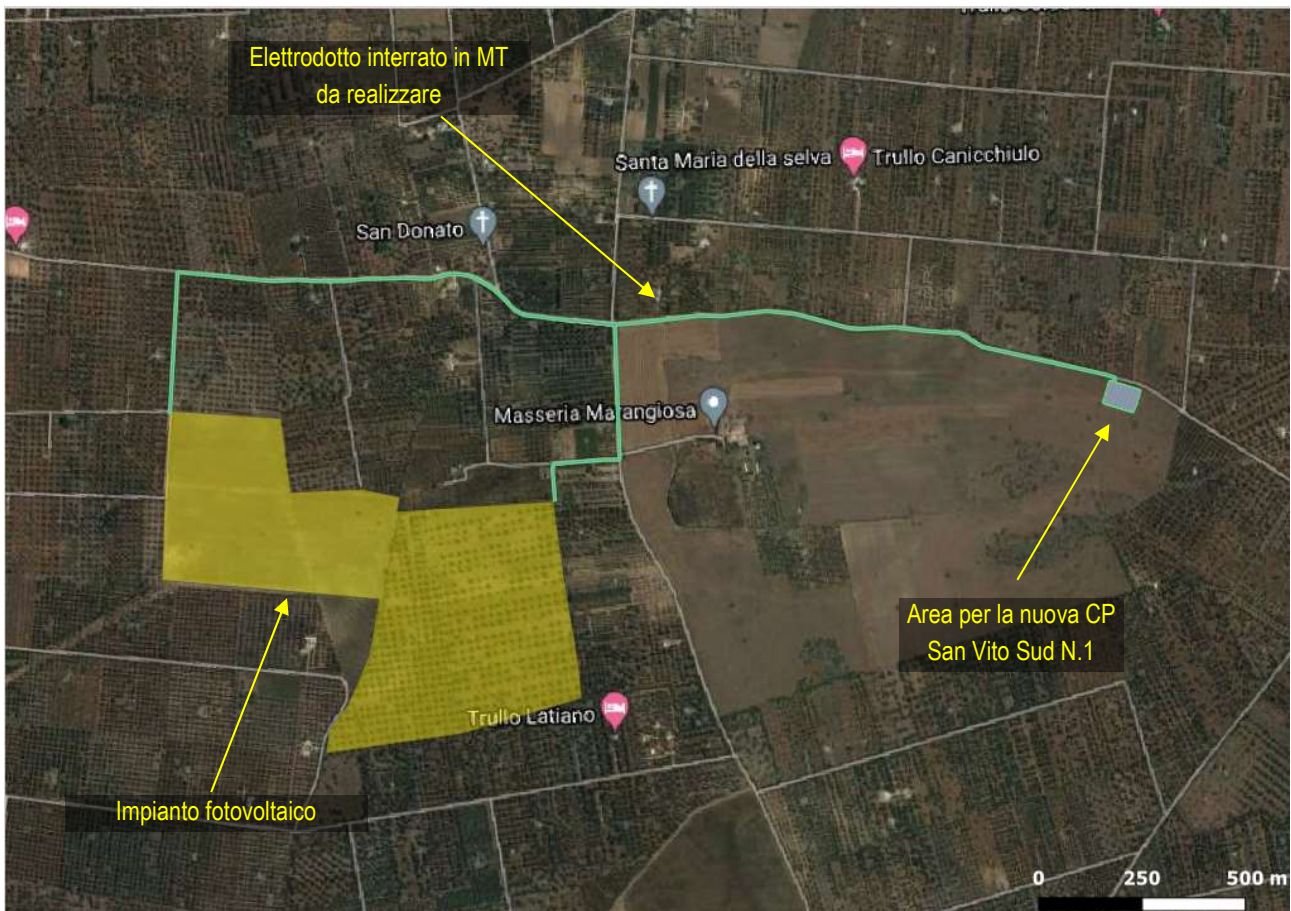 Elettrodotto interrato in MT
da realizzare
Santa Maria della selva
Trullo Canicchiulo
San Donato
Masseria Marangiosa
Area per la nuova CP
San Vito Sud N.1
Trullo Latiano
Impianto fotovoltaico
0 250 500 m